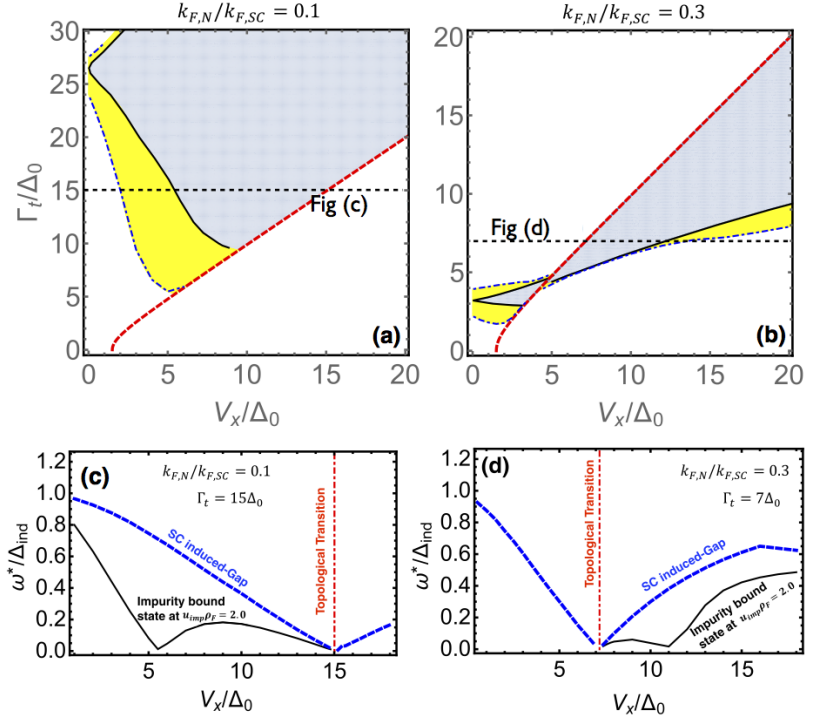 k_{F,N}/k_{F,SC} = 0.1
k_{F,N}/k_{F,SC} = 0.3
Γ_t/Δ_0
30
25
20
15
10
5
0
Fig (c)
(a)
0 5 10 15 20
V_x/Δ_0
20
15
10
5
0
Fig (d)
(b)
0 5 10 15 20
V_x/Δ_0
ω*/Δ_ind
1.2
1.0
0.8
0.6
0.4
0.2
0.0
(c)
k_{F,N}/k_{F,SC} = 0.1
Γ_t = 15Δ_0
SC induced-Gap
Topological Transition
Impurity bound
state at u_{imp}ρ_F = 2.0
0 5 10 15
V_x/Δ_0
ω*/Δ_ind
1.2
1.0
0.8
0.6
0.4
0.2
0.0
(d)
k_{F,N}/k_{F,SC} = 0.3
Γ_t = 7Δ_0
Topological Transition
SC induced-Gap
Impurity bound
state at u_{imp}ρ_F = 2.0
5 10 15
V_x/Δ_0